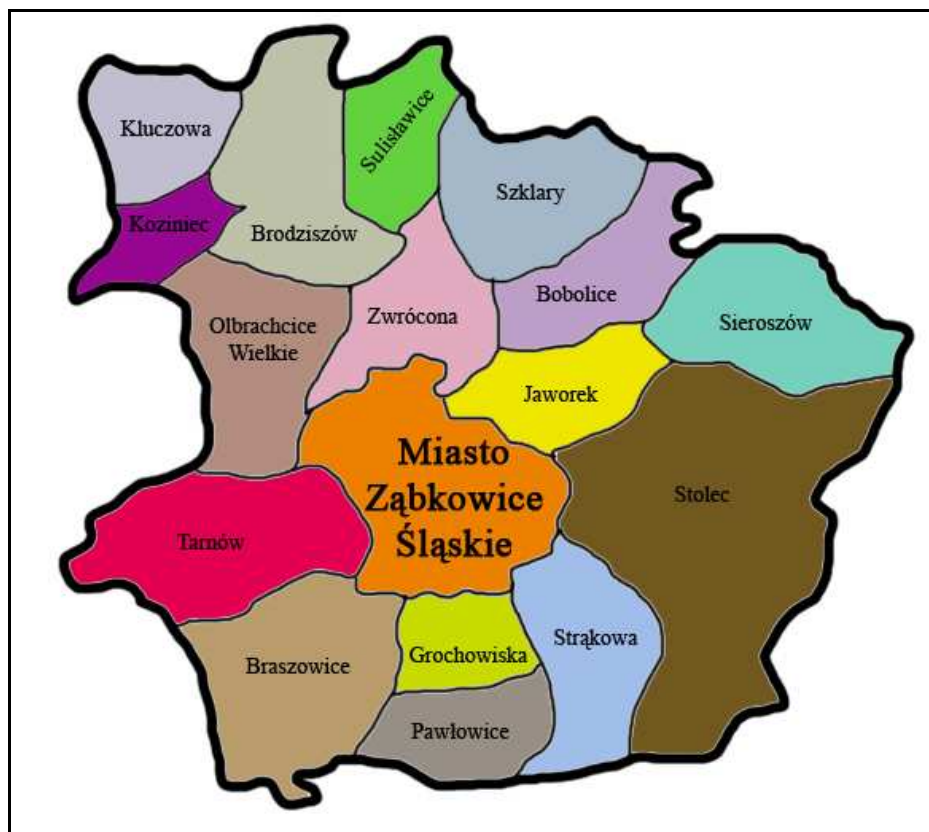 Kluczowa
Sulisławice
Szklary
Koziniec
Brodziszów
Bobolice
Olbrachcice
Wielkie
Zwrócona
Sieroszów
Jaworek
Miasto
Ząbkowice
Śląskie
Stolec
Tarnów
Strąkowa
Grochowiska
Braszowice
Pawłowice